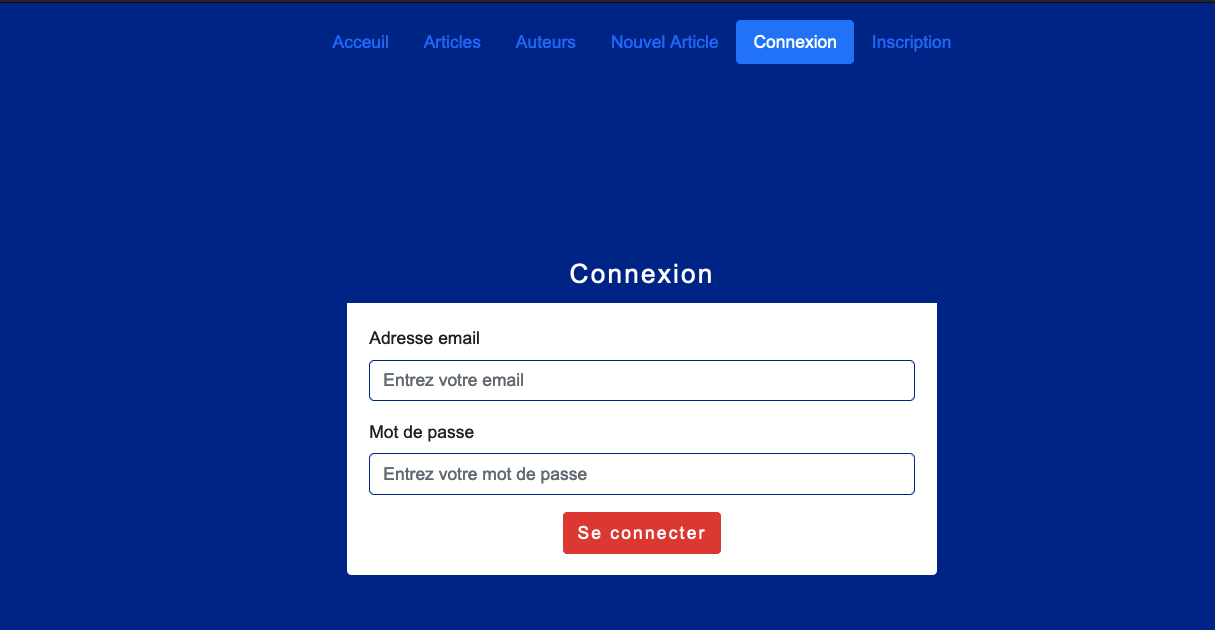 Acceuil Articles Auteurs Nouvel Article Connexion Inscription
Connexion
Adresse email
Entrez votre email
Mot de passe
Entrez votre mot de passe
Se connecter